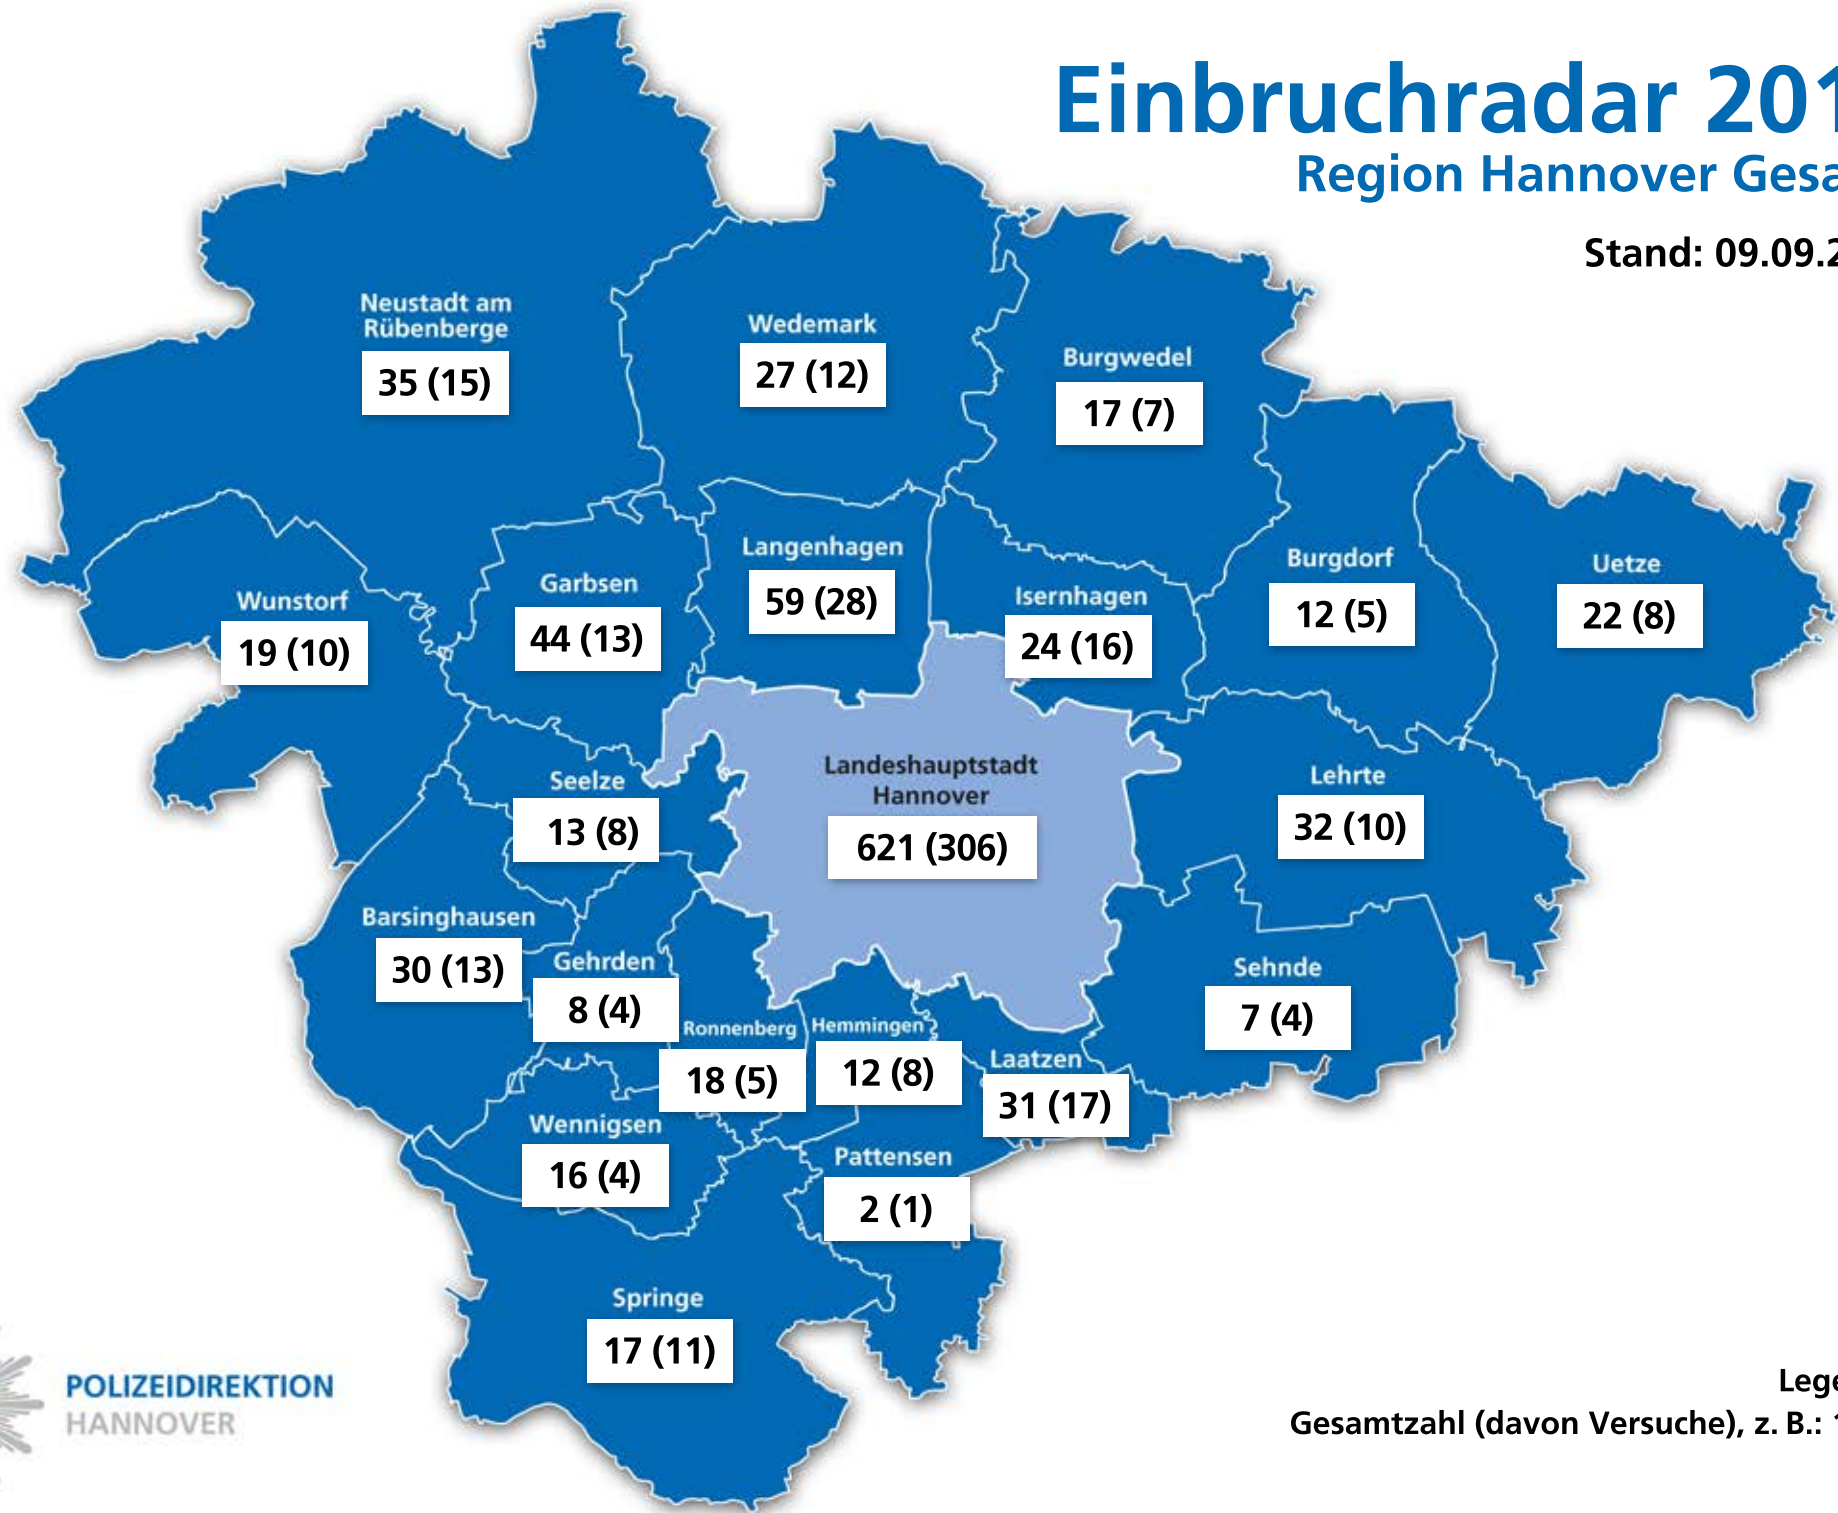 Einbruchradar 201
Region Hannover Gesa
Stand: 09.09.2
Neustadt am
Rübenberge
35 (15)
Wedemark
27 (12)
Burgwedel
17 (7)
Langenhagen
59 (28)
Garbsen
44 (13)
Wunstorf
19 (10)
Isernhagen
24 (16)
Burgdorf
12 (5)
Uetze
22 (8)
Seelze
13 (8)
Landeshauptstadt
Hannover
621 (306)
Lehrte
32 (10)
Barsinghausen
30 (13)
Gehrden
8 (4)
Ronnenberg
18 (5)
Hemmingen
12 (8)
Laatzen
31 (17)
Sehnde
7 (4)
Wennigsen
16 (4)
Pattensen
2 (1)
Springe
17 (11)
POLIZEIDIREKTION
HANNOVER
Lege
Gesamtzahl (davon Versuche), z. B.: 1